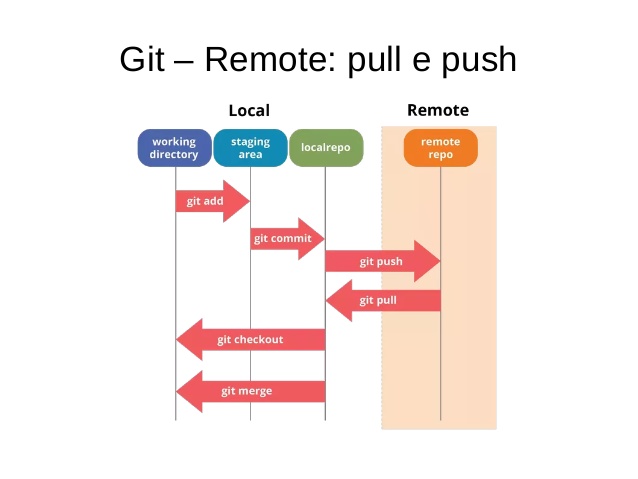 Git – Remote: pull e push
Local
Remote
working
directory
staging
area
localrepo
remote
repo
git add
git commit
git push
git pull
git checkout
git merge